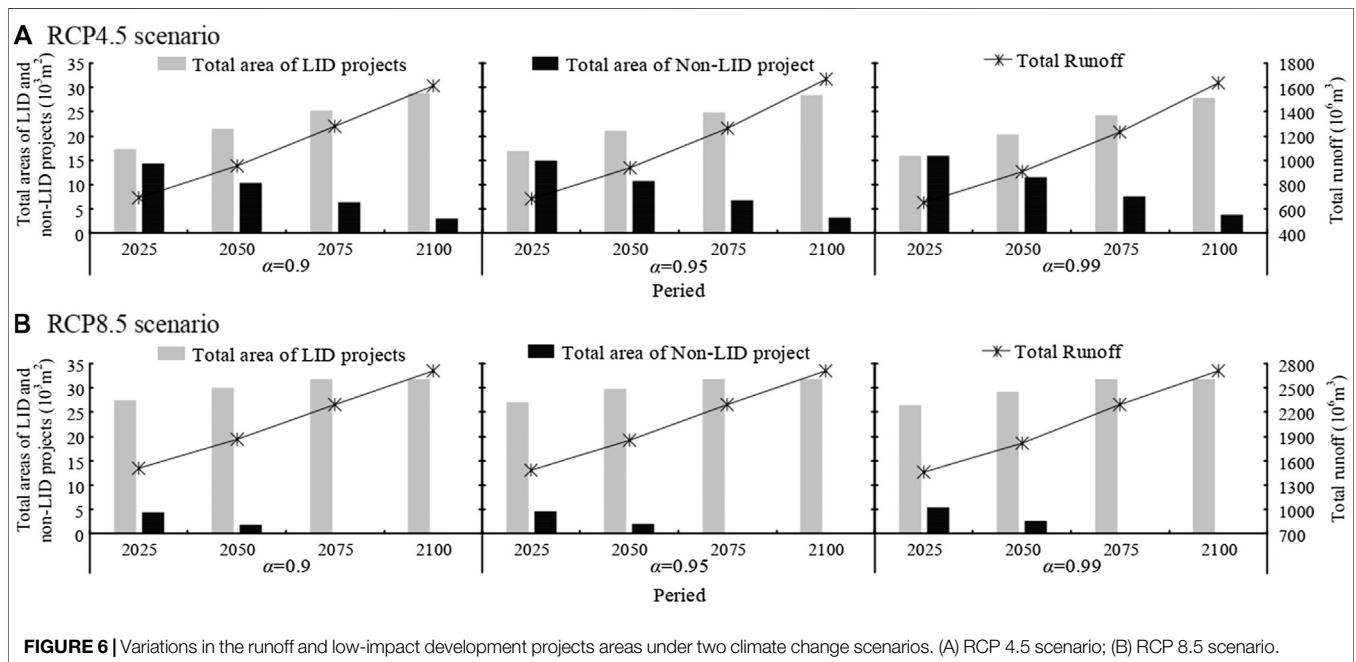 A RCP4.5 scenario
Total areas of LID and
non-LID projects (10³m²)
35
30
25
20
15
10
5
0
Total area of LID projects
Total area of Non-LID project
Total Runoff
1800
1600
1400
1200
1000
800
600
400
Total runoff (10⁶m³)
2025 2050 2075 2100 2025 2050 2075 2100 2025 2050 2075 2100
α=0.9 α=0.95 α=0.99
Peried
B RCP8.5 scenario
Total areas of LID and
non-LID projects (10³m²)
35
30
25
20
15
10
5
0
Total area of LID projects
Total area of Non-LID project
Total Runoff
2800
2500
2200
1900
1600
1300
1000
700
Total runoff (10⁶m³)
2025 2050 2075 2100 2025 2050 2075 2100 2025 2050 2075 2100
α=0.9 α=0.95 α=0.99
Peried
FIGURE 6 | Variations in the runoff and low-impact development projects areas under two climate change scenarios. (A) RCP 4.5 scenario; (B) RCP 8.5 scenario.